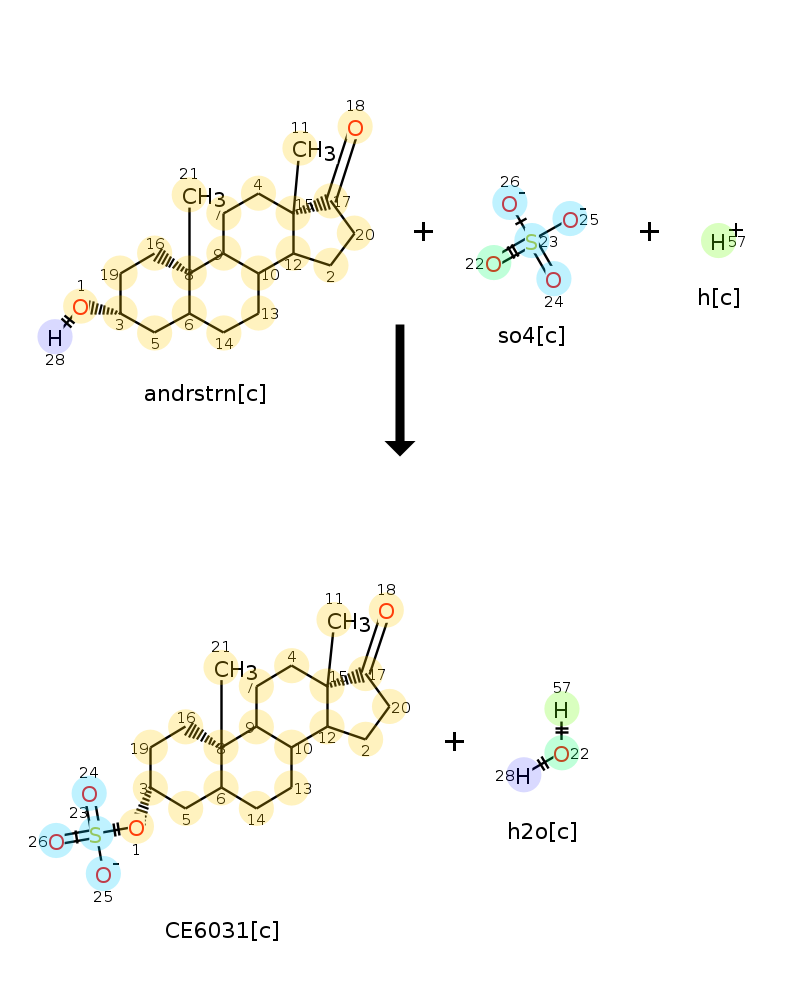 18
11
O
CH3
21
26
CH3
4
O-
7
15
17
O-
25
+
+
H+
57
16
9
20
S
23
19
8
12
22
O
1
10
2
O
h[c]
O
24
3
6
13
H
5
14
so4[c]
28
andrstrn[c]
18
11
O
CH3
21
4
CH3
15
17
57
7
H
16
20
9
+
O
22
19
8
10
12
2
28
H
24
3
6
13
O
23
5
14
h2o[c]
26
O
S
O
1
O-
25
CE6031[c]